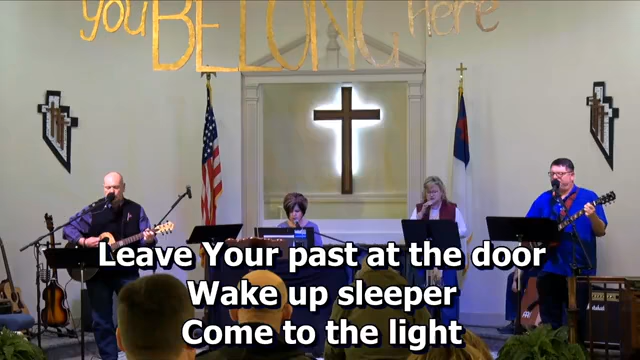 you BELONG Here
Leave Your past at the door
Wake up sleeper
Come to the light